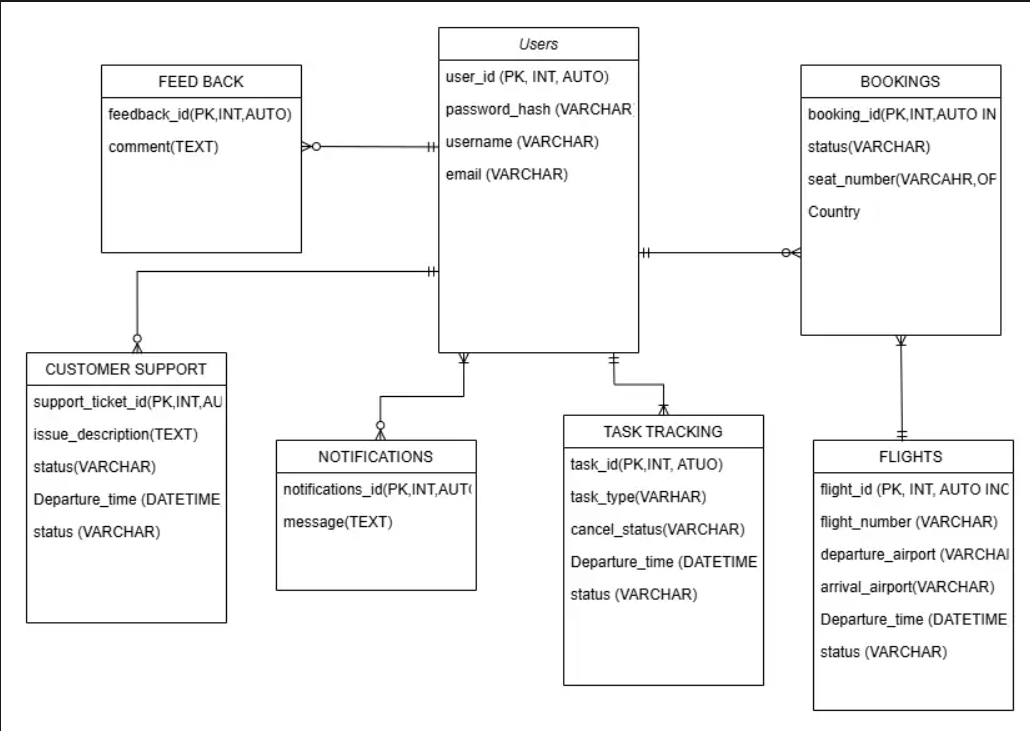 Users
user_id (PK, INT, AUTO)
password_hash (VARCHAR
username (VARCHAR)
email (VARCHAR)
FEED BACK
feedback_id(PK,INT,AUTO)
comment(TEXT)
BOOKINGS
booking_id(PK,INT,AUTO IN
status(VARCHAR)
seat_number(VARCAHR,OF
Country
CUSTOMER SUPPORT
support_ticket_id(PK,INT,AU
issue_description(TEXT)
status(VARCHAR)
Departure_time (DATETIME
status (VARCHAR)
NOTIFICATIONS
notifications_id(PK,INT,AUTO
message(TEXT)
TASK TRACKING
task_id(PK,INT, ATUO)
task_type(VARHAR)
cancel_status(VARCHAR)
Departure_time (DATETIME
status (VARCHAR)
FLIGHTS
flight_id (PK, INT, AUTO INC
flight_number (VARCHAR)
departure_airport (VARCHA
arrival_airport(VARCHAR)
Departure_time (DATETIME
status (VARCHAR)